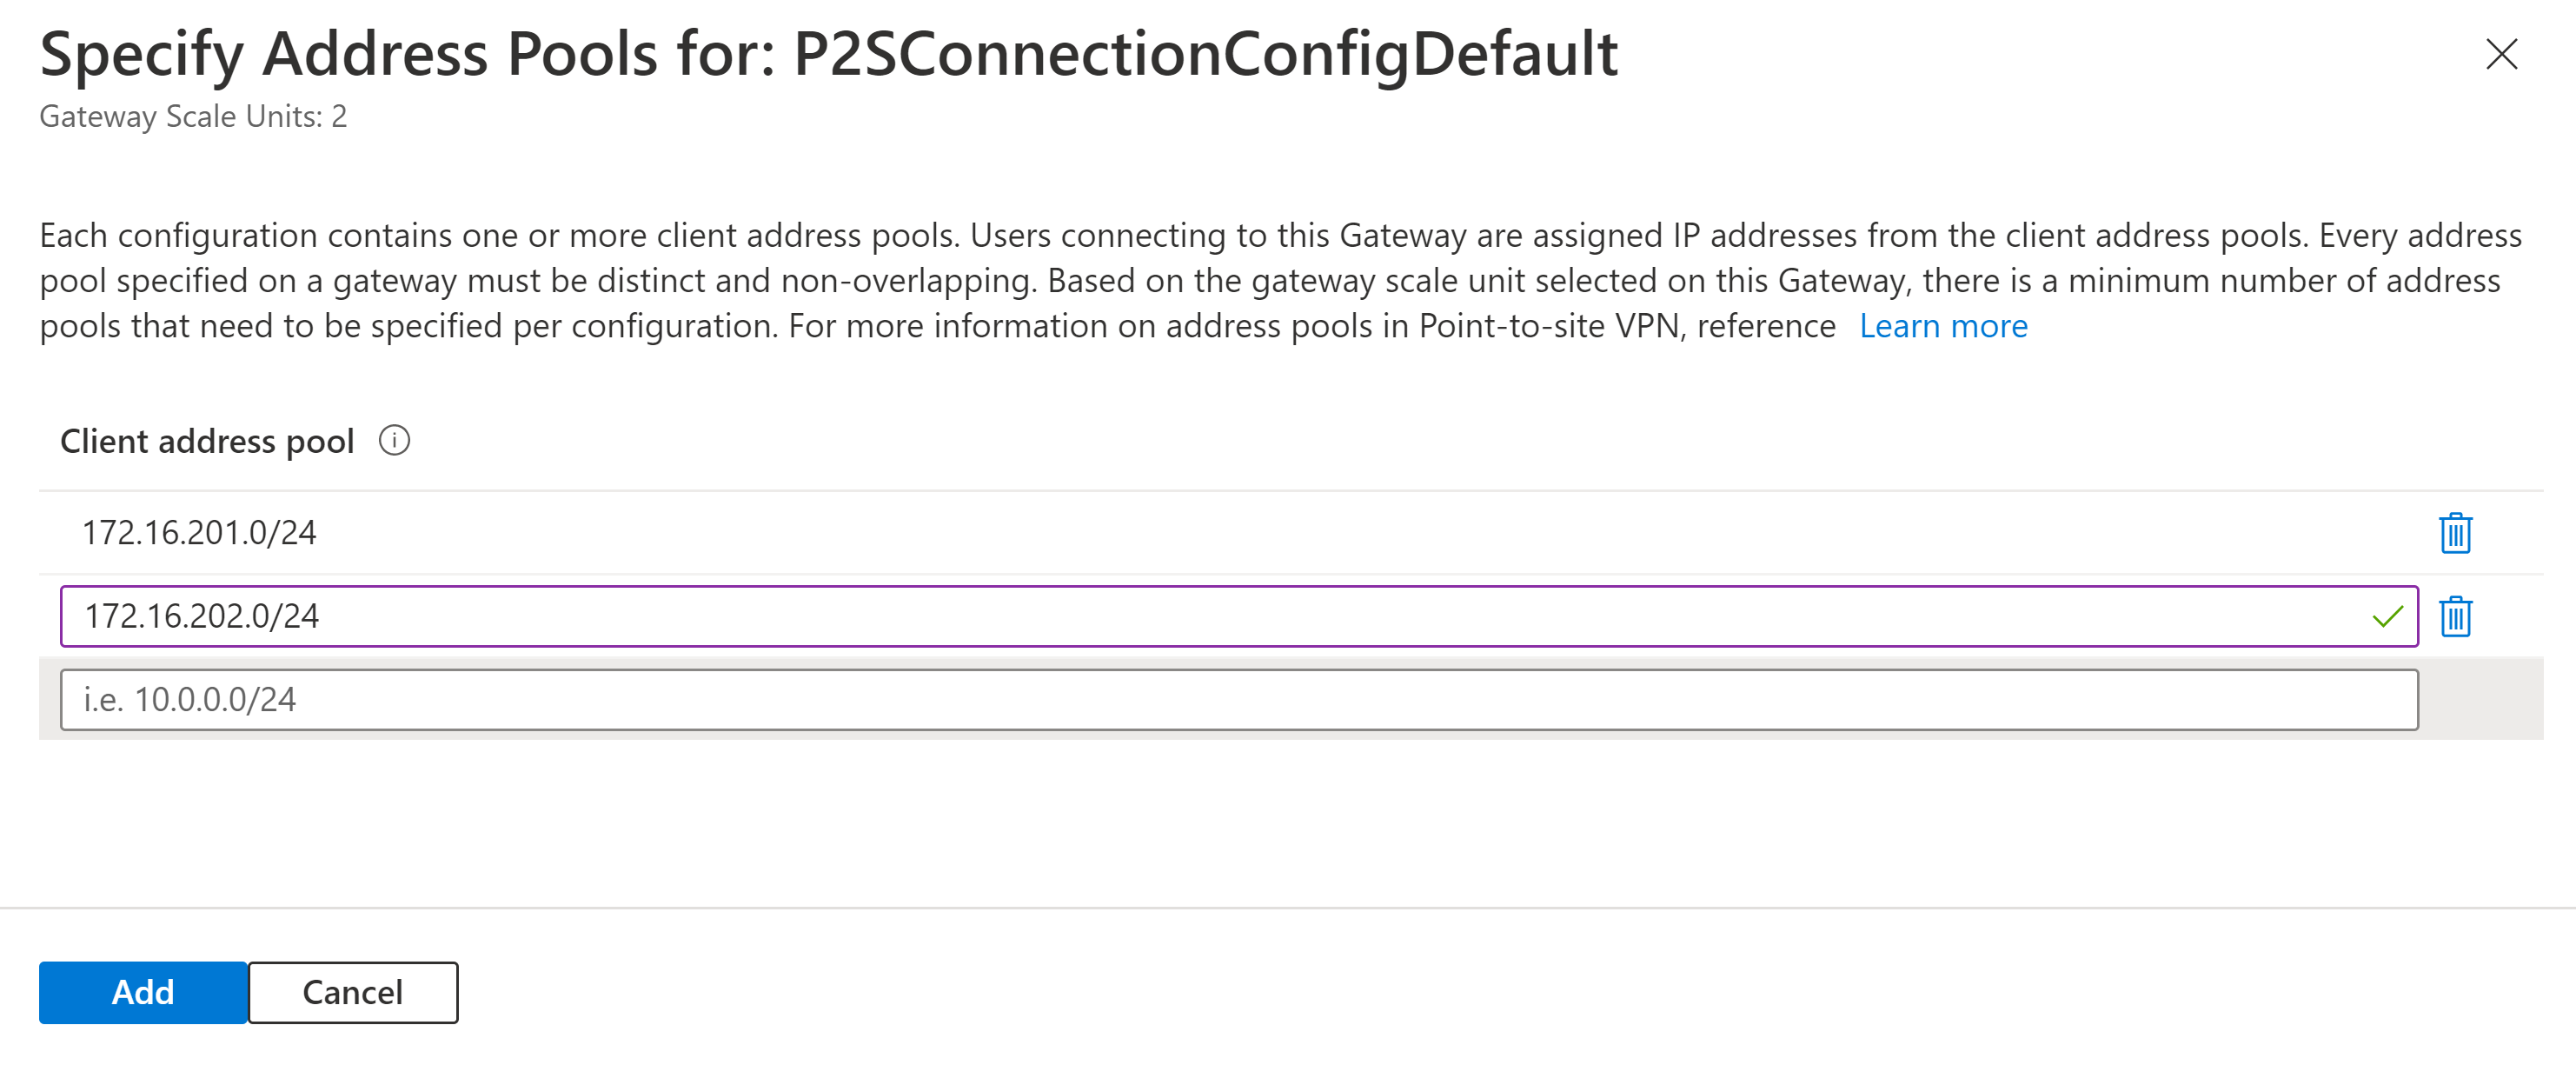 Specify Address Pools for: P2SConnectionConfigDefault
Gateway Scale Units: 2
Each configuration contains one or more client address pools. Users connecting to this Gateway are assigned IP addresses from the client address pools. Every address
pool specified on a gateway must be distinct and non-overlapping. Based on the gateway scale unit selected on this Gateway, there is a minimum number of address
pools that need to be specified per configuration. For more information on address pools in Point-to-site VPN, reference Learn more
Client address pool
172.16.201.0/24
172.16.202.0/24
i.e. 10.0.0.0/24
Add Cancel